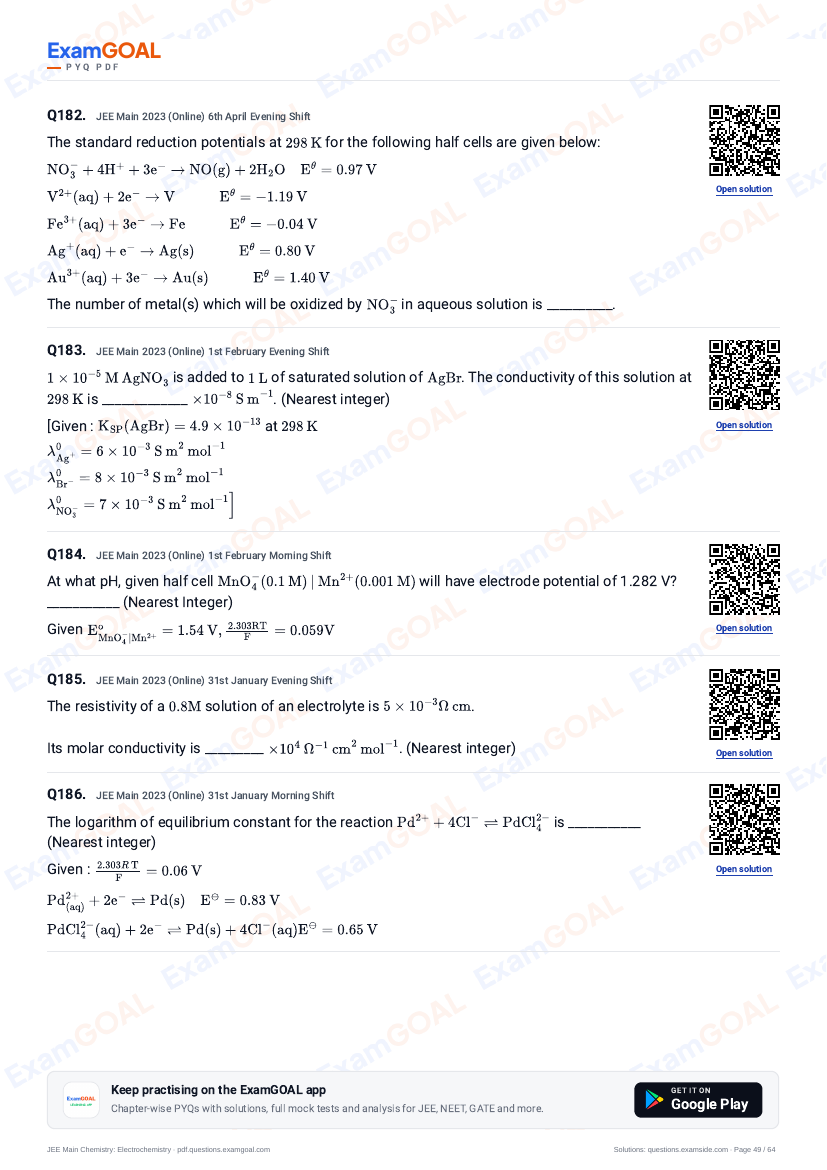 ExamGOAL
PYQ PDF
Q182. JEE Main 2023 (Online) 6th April Evening Shift
The standard reduction potentials at 298 K for the following half cells are given below:
NO₃⁻ + 4H⁺ + 3e⁻ → NO(g) + 2H₂O E^θ = 0.97 V
V²⁺(aq) + 2e⁻ → V E^θ = −1.19 V
Fe³⁺(aq) + 3e⁻ → Fe E^θ = −0.04 V
Ag⁺(aq) + e⁻ → Ag(s) E^θ = 0.80 V
Au³⁺(aq) + 3e⁻ → Au(s) E^θ = 1.40 V
The number of metal(s) which will be oxidized by NO₃⁻ in aqueous solution is _________.
Open solution
Q183. JEE Main 2023 (Online) 1st February Evening Shift
1 × 10⁻⁵ M AgNO₃ is added to 1 L of saturated solution of AgBr. The conductivity of this solution at
298 K is ____________ ×10⁻⁸ S m⁻¹. (Nearest integer)
[Given : K_SP(AgBr) = 4.9 × 10⁻¹³ at 298 K
λ⁰_Ag⁺ = 6 × 10⁻³ S m² mol⁻¹
λ⁰_Br⁻ = 8 × 10⁻³ S m² mol⁻¹
λ⁰_NO₃⁻ = 7 × 10⁻³ S m² mol⁻¹]
Open solution
Q184. JEE Main 2023 (Online) 1st February Morning Shift
At what pH, given half cell MnO₄⁻(0.1 M) | Mn²⁺(0.001 M) will have electrode potential of 1.282 V?
__________ (Nearest Integer)
Given E°_MnO₄⁻|Mn²⁺ = 1.54 V, 2.303RT/F = 0.059V
Open solution
Q185. JEE Main 2023 (Online) 31st January Evening Shift
The resistivity of a 0.8M solution of an electrolyte is 5 × 10⁻³Ω cm.
Its molar conductivity is ________ ×10⁴ Ω⁻¹ cm² mol⁻¹. (Nearest integer)
Open solution
Q186. JEE Main 2023 (Online) 31st January Morning Shift
The logarithm of equilibrium constant for the reaction Pd²⁺ + 4Cl⁻ ⇌ PdCl₄²⁻ is __________
(Nearest integer)
Given : 2.303RT/F = 0.06 V
Pd²⁺_(aq) + 2e⁻ ⇌ Pd(s) E^⊖ = 0.83 V
PdCl₄²⁻(aq) + 2e⁻ ⇌ Pd(s) + 4Cl⁻(aq)E^⊖ = 0.65 V
Open solution
Keep practising on the ExamGOAL app
Chapter-wise PYQs with solutions, full mock tests and analysis for JEE, NEET, GATE and more.
GET IT ON
Google Play
JEE Main Chemistry: Electrochemistry · pdf.questions.examgoal.com
Solutions: questions.examside.com · Page 49 / 64